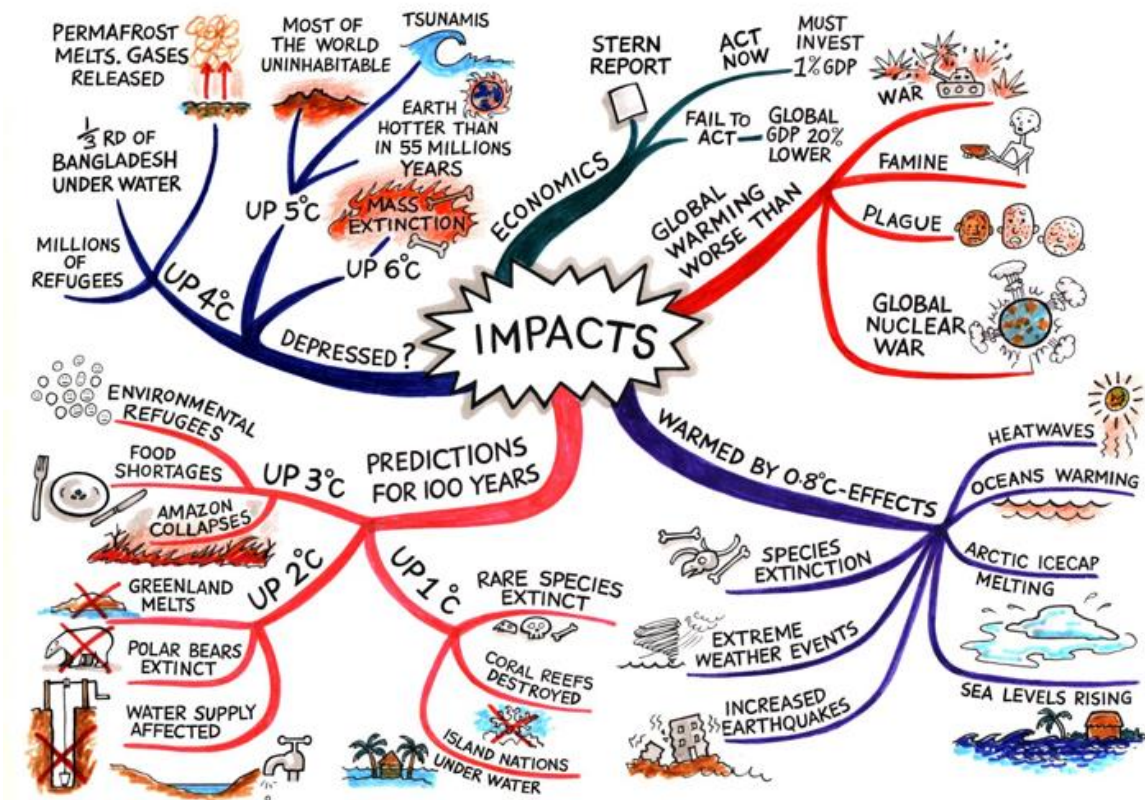 IMPACTS
ECONOMICS
STERN
REPORT
ACT
NOW
MUST
INVEST
1% GDP
FAIL TO
ACT
GLOBAL
GDP 20%
LOWER
GLOBAL
WARMING
WORSE THAN
WAR
FAMINE
PLAGUE
GLOBAL
NUCLEAR
WAR
WARMED BY 0.8°C-EFFECTS
HEATWAVES
OCEANS WARMING
ARCTIC ICECAP
MELTING
SEA LEVELS RISING
SPECIES
EXTINCTION
EXTREME
WEATHER EVENTS
INCREASED
EARTHQUAKES
PREDICTIONS
FOR 100 YEARS
UP 1°C
RARE SPECIES
EXTINCT
CORAL REEFS
DESTROYED
ISLAND NATIONS
UNDER WATER
UP 2°C
GREENLAND
MELTS
POLAR BEARS
EXTINCT
WATER SUPPLY
AFFECTED
UP 3°C
ENVIRONMENTAL
REFUGEES
FOOD
SHORTAGES
AMAZON
COLLAPSES
DEPRESSED?
UP 4°C
MILLIONS
OF
REFUGEES
1/3 RD OF
BANGLADESH
UNDER WATER
PERMAFROST
MELTS. GASES
RELEASED
UP 5°C
MOST OF
THE WORLD
UNINHABITABLE
TSUNAMIS
EARTH
HOTTER THAN
IN 55 MILLIONS
YEARS
UP 6°C
MASS
EXTINCTION